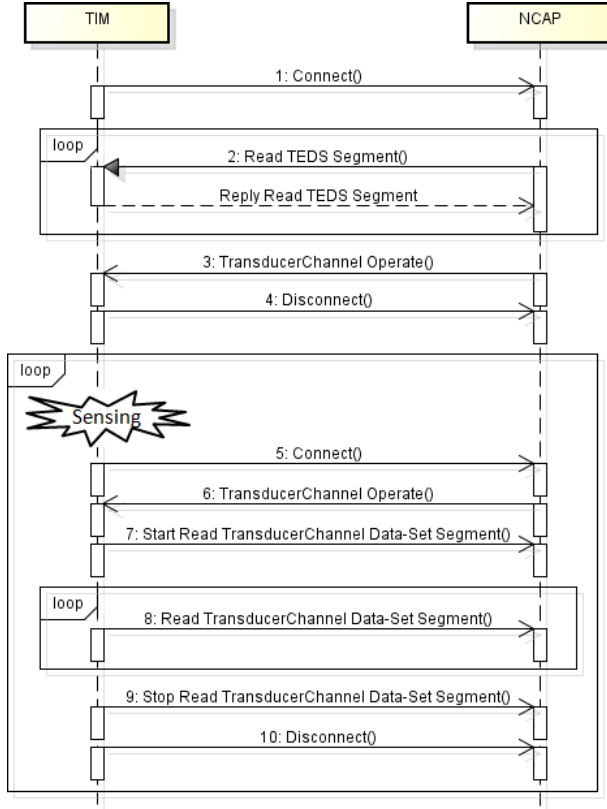 TIM
NCAP
1: Connect()
loop
2: Read TEDS Segment()
Reply Read TEDS Segment
3: TransducerChannel Operate()
4: Disconnect()
loop
Sensing
5: Connect()
6: TransducerChannel Operate()
7: Start Read TransducerChannel Data-Set Segment()
loop
8: Read TransducerChannel Data-Set Segment()
9: Stop Read TransducerChannel Data-Set Segment()
10: Disconnect()